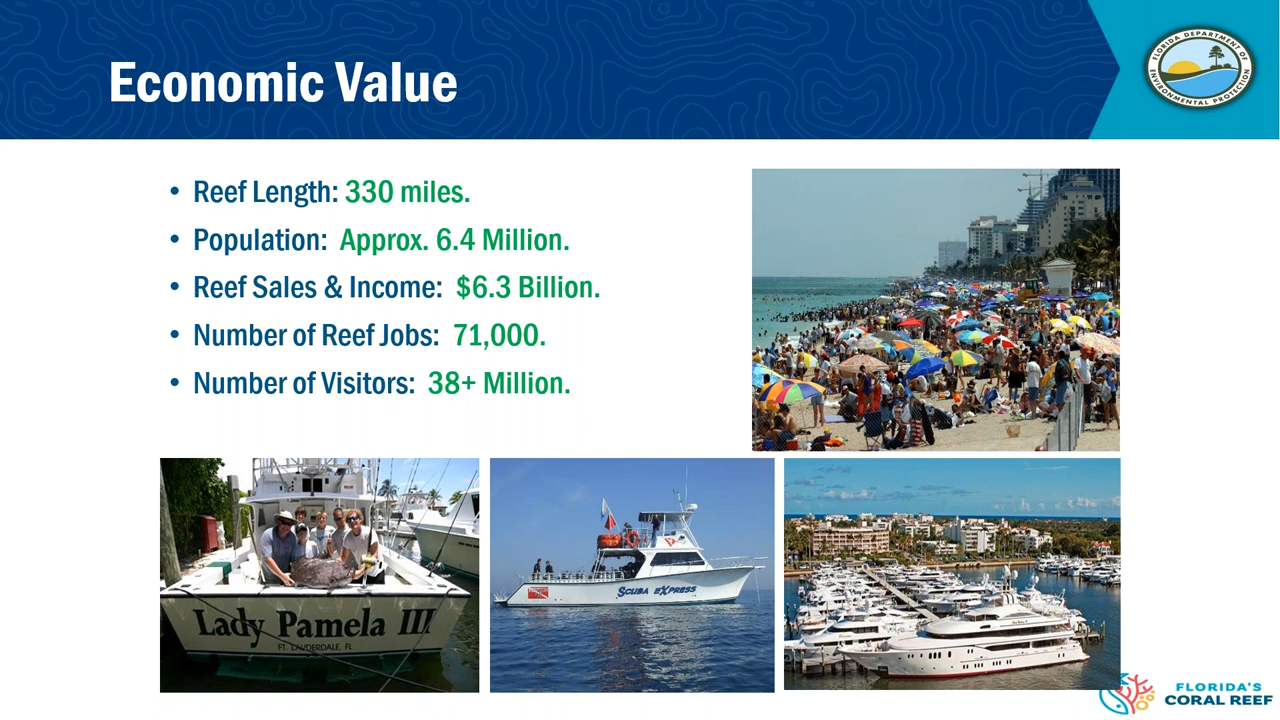 Economic Value
FLORIDA DEPARTMENT OF
ENVIRONMENTAL PROTECTION
• Reef Length: 330 miles.
• Population: Approx. 6.4 Million.
• Reef Sales & Income: $6.3 Billion.
• Number of Reef Jobs: 71,000.
• Number of Visitors: 38+ Million.
Lady Pamela III
FT. LAUDERDALE, FL
SCUBA EXPRESS
FLORIDA'S
CORAL REEF